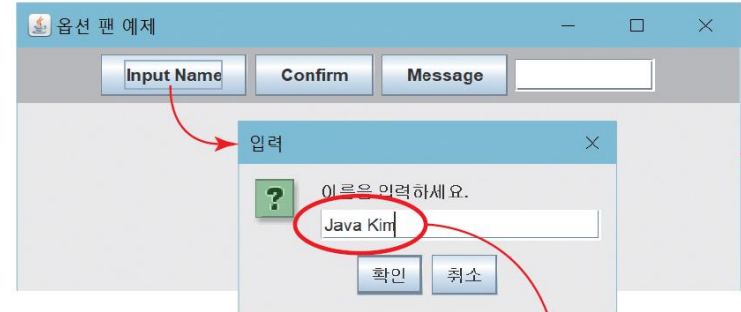 옵션 팬 예제
Input Name Confirm Message
입력
이름을 입력하세요.
Java Kim
확인 취소